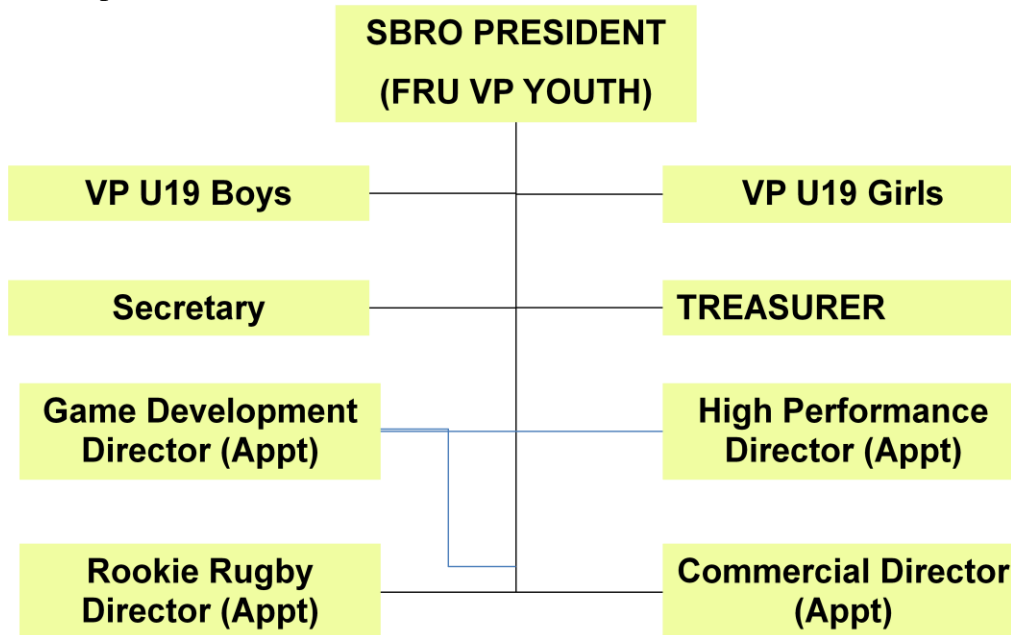 SBRO PRESIDENT
(FRU VP YOUTH)
VP U19 Boys
VP U19 Girls
Secretary
TREASURER
Game Development
Director (Appt)
High Performance
Director (Appt)
Rookie Rugby
Director (Appt)
Commercial Director
(Appt)